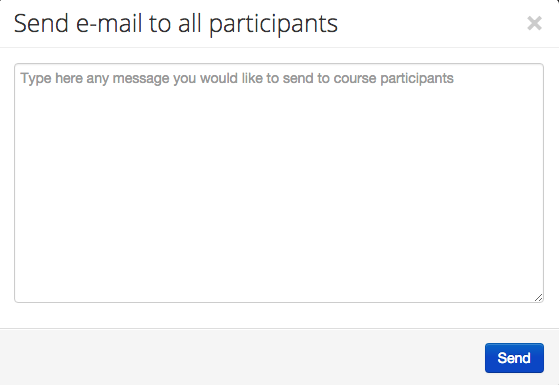 Send e-mail to all participants
Type here any message you would like to send to course participants
Send